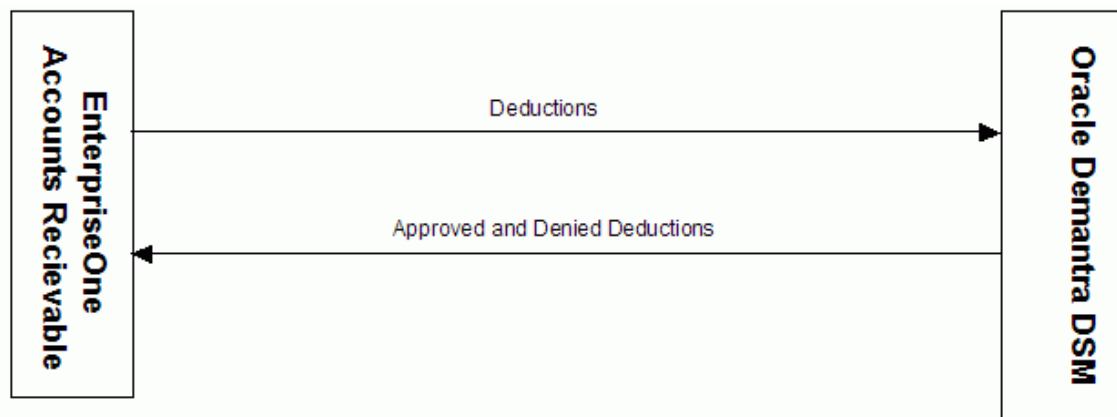 EnterpriseOne
Accounts Recievable
Deductions
Approved and Denied Deductions
Oracle Demantra DSM